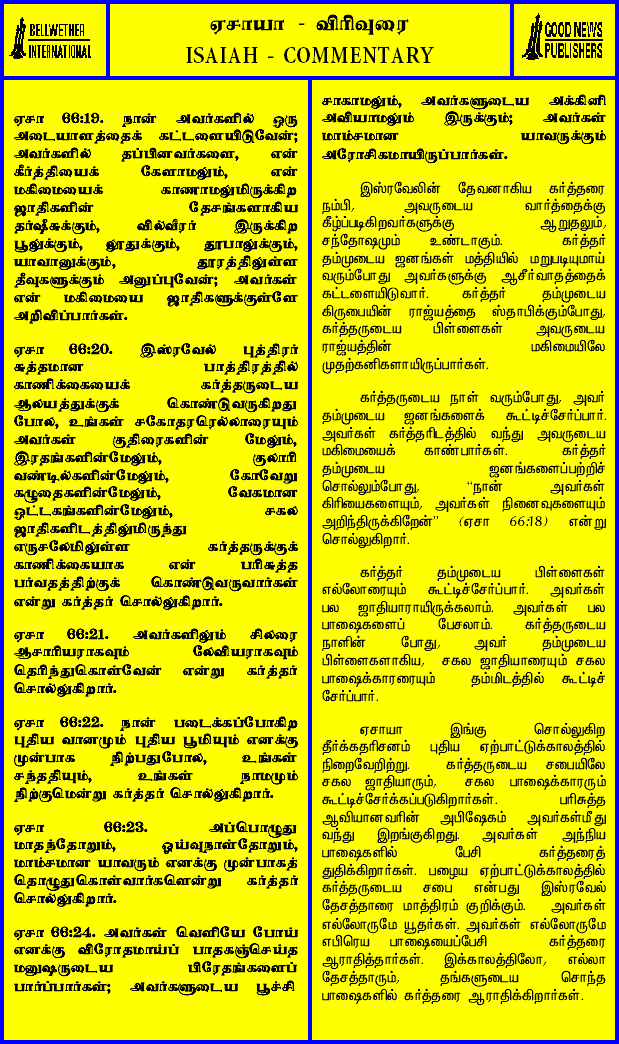 BELLWETHER
INTERNATIONAL
ஏசாயா - விரிவுரை
ISAIAH - COMMENTARY
GOOD NEWS
PUBLISHERS
ஏசா 66:19. நான் அவர்களில் ஒரு
அடையாளத்தைக் கட்டளையிடுவேன்;
அவர்களில் தப்பினவர்களை, என்
கீர்த்தியைக் கேளாமலும், என்
மகிமையைக் காணாமலுமிருக்கிற
ஜாதிகளின் தேசங்களாகிய
தர்ஷீசுக்கும், வில்வீரர் இருக்கிற
பூலுக்கும், லூதுக்கும், தூபாலுக்கும்,
யாவானுக்கும், தூரத்திலுள்ள
தீவுகளுக்கும் அனுப்புவேன்; அவர்கள்
என் மகிமையை ஜாதிகளுக்குள்ளே
அறிவிப்பார்கள்.
ஏசா 66:20. இஸ்ரவேல் புத்திரர்
சுத்தமான பாத்திரத்தில்
காணிக்கையைக் கர்த்தருடைய
ஆலயத்துக்குக் கொண்டுவருகிறது
போல, உங்கள் சகோதரரெல்லாரையும்
அவர்கள் குதிரைகளின் மேலும்,
இரதங்களின்மேலும், குலாரி
வண்டில்களின்மேலும், கோவேறு
கழுதைகளின்மேலும், வேகமான
ஒட்டகங்களின்மேலும், சகல
ஜாதிகளிடத்திலுமிருந்து
எருசலேமிலுள்ள கர்த்தருக்குக்
காணிக்கையாக என் பரிசுத்த
பர்வதத்திற்குக் கொண்டுவருவார்கள்
என்று கர்த்தர் சொல்லுகிறார்.
ஏசா 66:21. அவர்களிலும் சிலரை
ஆசாரியராகவும் லேவியராகவும்
தெரிந்துகொள்வேன் என்று கர்த்தர்
சொல்லுகிறார்.
ஏசா 66:22. நான் படைக்கப்போகிற
புதிய வானமும் புதிய பூமியும் எனக்கு
முன்பாக நிற்பதுபோல, உங்கள்
சந்ததியும், உங்கள் நாமமும்
நிற்குமென்று கர்த்தர் சொல்லுகிறார்.
ஏசா 66:23. அப்பொழுது
மாதந்தோறும், ஓய்வுநாள்தோறும்,
மாம்சமான யாவரும் எனக்கு முன்பாகத்
தொழுதுகொள்வார்களென்று கர்த்தர்
சொல்லுகிறார்.
ஏசா 66:24. அவர்கள் வெளியே போய்
எனக்கு விரோதமாய்ப் பாதகஞ்செய்த
மனுஷருடைய பிரேதங்களைப்
பார்ப்பார்கள்; அவர்களுடைய பூச்சி
சாகாமலும், அவர்களுடைய அக்கினி
அவியாமலும் இருக்கும்; அவர்கள்
மாம்சமான யாவருக்கும்
அரோசிகமாயிருப்பார்கள்.
இஸ்ரவேலின் தேவனாகிய கர்த்தரை
நம்பி, அவருடைய வார்த்தைக்கு
கீழ்ப்படிகிறவர்களுக்கு ஆறுதலும்,
சந்தோஷமும் உண்டாகும். கர்த்தர்
தம்முடைய ஜனங்கள் மத்தியில் மறுபடியுமாய்
வரும்போது அவர்களுக்கு ஆசீர்வாதத்தைக்
கட்டளையிடுவார். கர்த்தர் தம்முடைய
கிருபையின் ராஜ்யத்தை ஸ்தாபிக்கும்போது,
கர்த்தருடைய பிள்ளைகள் அவருடைய
ராஜ்யத்தின் மகிமையிலே
முதற்கனிகளாயிருப்பார்கள்.
கர்த்தருடைய நாள் வரும்போது, அவர்
தம்முடைய ஜனங்களைக் கூட்டிச்சேர்ப்பார்.
அவர்கள் கர்த்தரிடத்தில் வந்து அவருடைய
மகிமையைக் காண்பார்கள். கர்த்தர்
தம்முடைய ஜனங்களைப்பற்றிச்
சொல்லும்போது, “நான் அவர்கள்
கிரியைகளையும், அவர்கள் நினைவுகளையும்
அறிந்திருக்கிறேன்” (ஏசா 66:18) என்று
சொல்லுகிறார்.
கர்த்தர் தம்முடைய பிள்ளைகள்
எல்லோரையும் கூட்டிச்சேர்ப்பார். அவர்கள்
பல ஜாதியாராயிருக்கலாம். அவர்கள் பல
பாஷைகளைப் பேசலாம். கர்த்தருடைய
நாளின் போது, அவர் தம்முடைய
பிள்ளைகளாகிய, சகல ஜாதியாரையும் சகல
பாஷைக்காரரையும் தம்மிடத்தில் கூட்டிச்
சேர்ப்பார்.
ஏசாயா இங்கு சொல்லுகிற
தீர்க்கதரிசனம் புதிய ஏற்பாட்டுக்காலத்தில்
நிறைவேறிற்று. கர்த்தருடைய சபையிலே
சகல ஜாதியாரும், சகல பாஷைக்காரரும்
கூட்டிச்சேர்க்கப்படுகிறார்கள். பரிசுத்த
ஆவியானவரின் அபிஷேகம் அவர்கள்மீது
வந்து இறங்குகிறது. அவர்கள் அந்நிய
பாஷைகளில் பேசி கர்த்தரைத்
துதிக்கிறார்கள். பழைய ஏற்பாட்டுக்காலத்தில்
கர்த்தருடைய சபை என்பது இஸ்ரவேல்
தேசத்தாரை மாத்திரம் குறிக்கும். அவர்கள்
எல்லோருமே யூதர்கள். அவர்கள் எல்லோருமே
எபிரெய பாஷையைப்பேசி கர்த்தரை
ஆராதித்தார்கள். இக்காலத்திலோ, எல்லா
தேசத்தாரும், தங்களுடைய சொந்த
பாஷைகளில் கர்த்தரை ஆராதிக்கிறார்கள்.